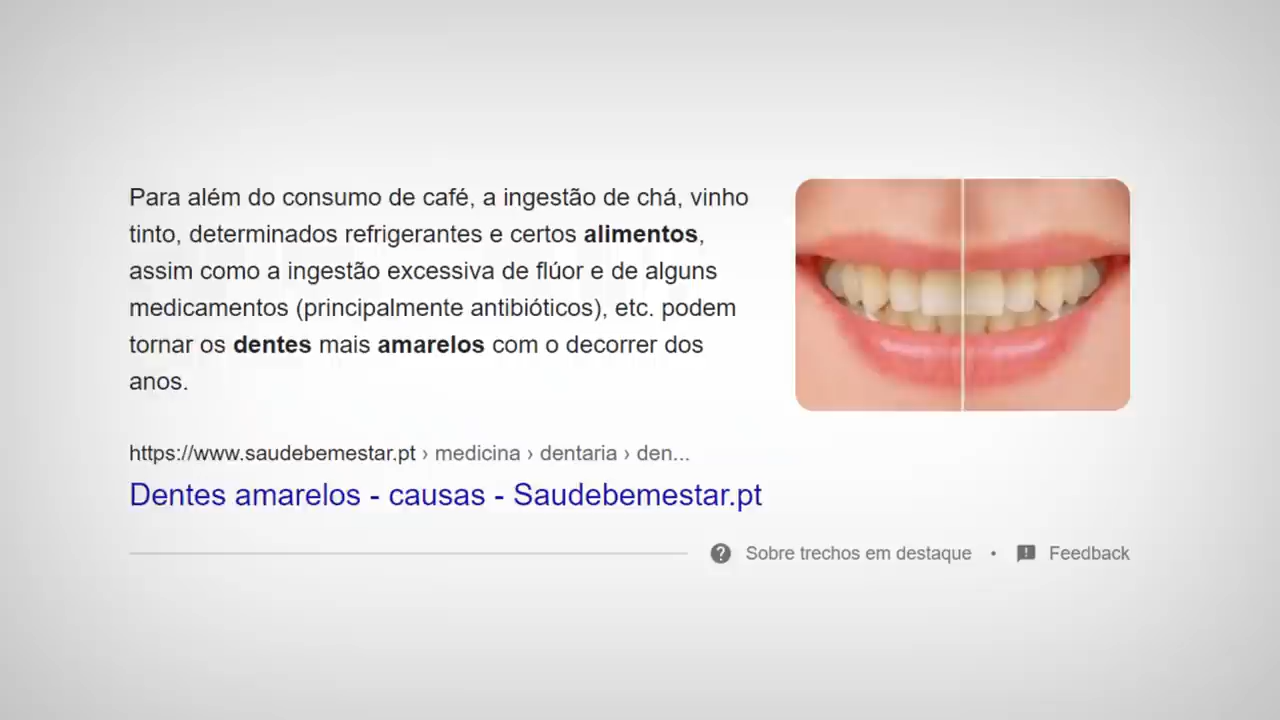 Para além do consumo de café, a ingestão de chá, vinho
tinto, determinados refrigerantes e certos alimentos,
assim como a ingestão excessiva de flúor e de alguns
medicamentos (principalmente antibióticos), etc. podem
tornar os dentes mais amarelos com o decorrer dos
anos.
https://www.saudebemestar.pt › medicina › dentaria › den...
Dentes amarelos - causas - Saudebemestar.pt
Sobre trechos em destaque • Feedback